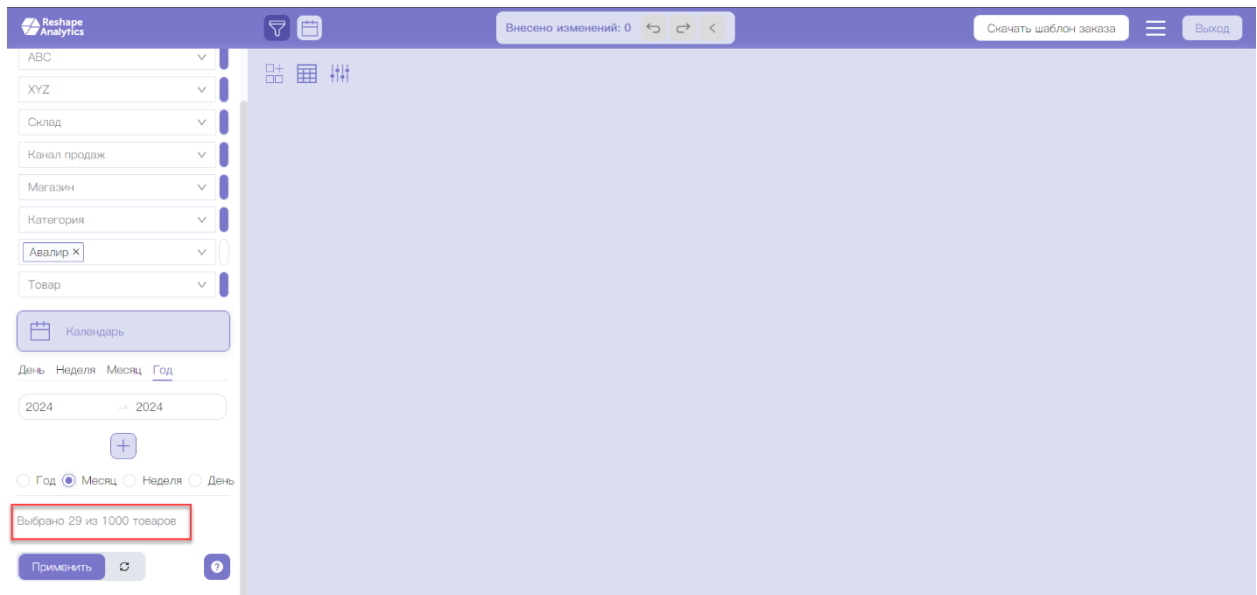 Reshape
Analytics
Внесено изменений: 0
Скачать шаблон заказа
Выход
ABC
XYZ
Склад
Канал продаж
Магазин
Категория
Авалир ×
Товар
Календарь
День Неделя Месяц Год
2024 → 2024
Год Месяц Неделя День
Выбрано 29 из 1000 товаров
Применить